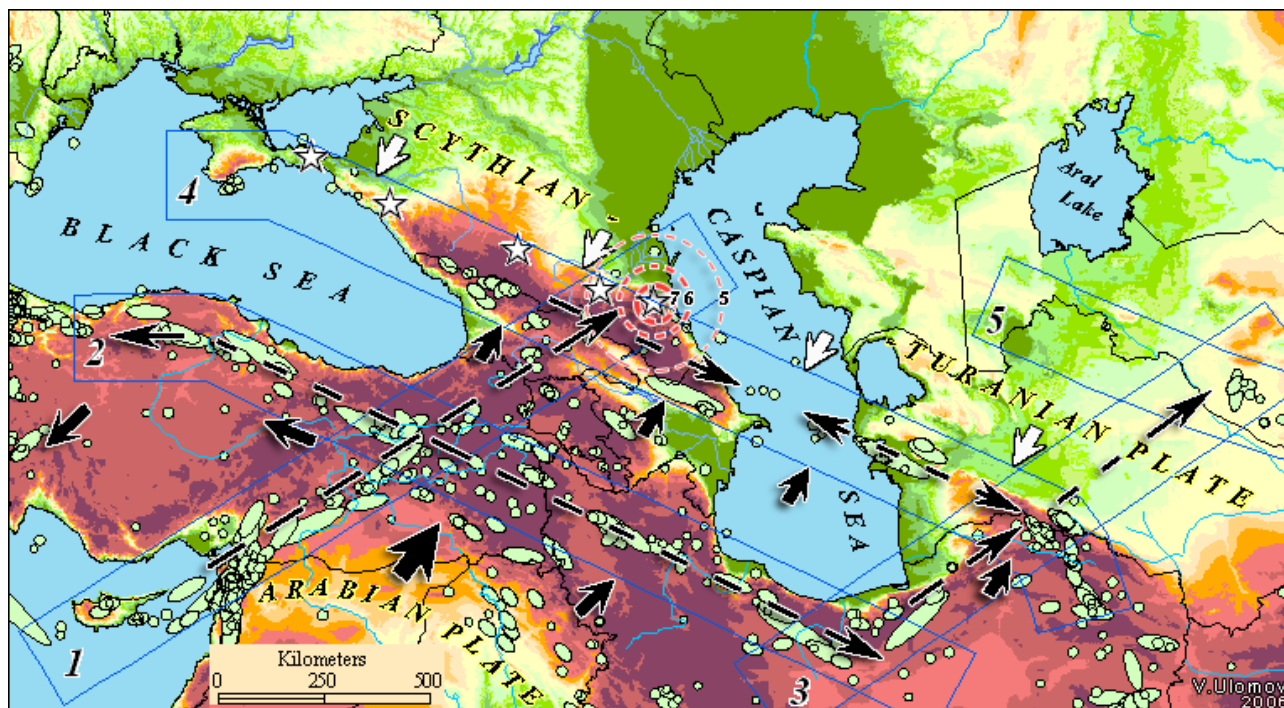 SCYTHIAN -
4
BLACK SEA
CASPIAN
SEA
Aral
Lake
7 6 5
5
2
- TURANIAN PLATE
ARABIAN PLATE
1
Kilometers
0 250 500
3
V.Ulomov